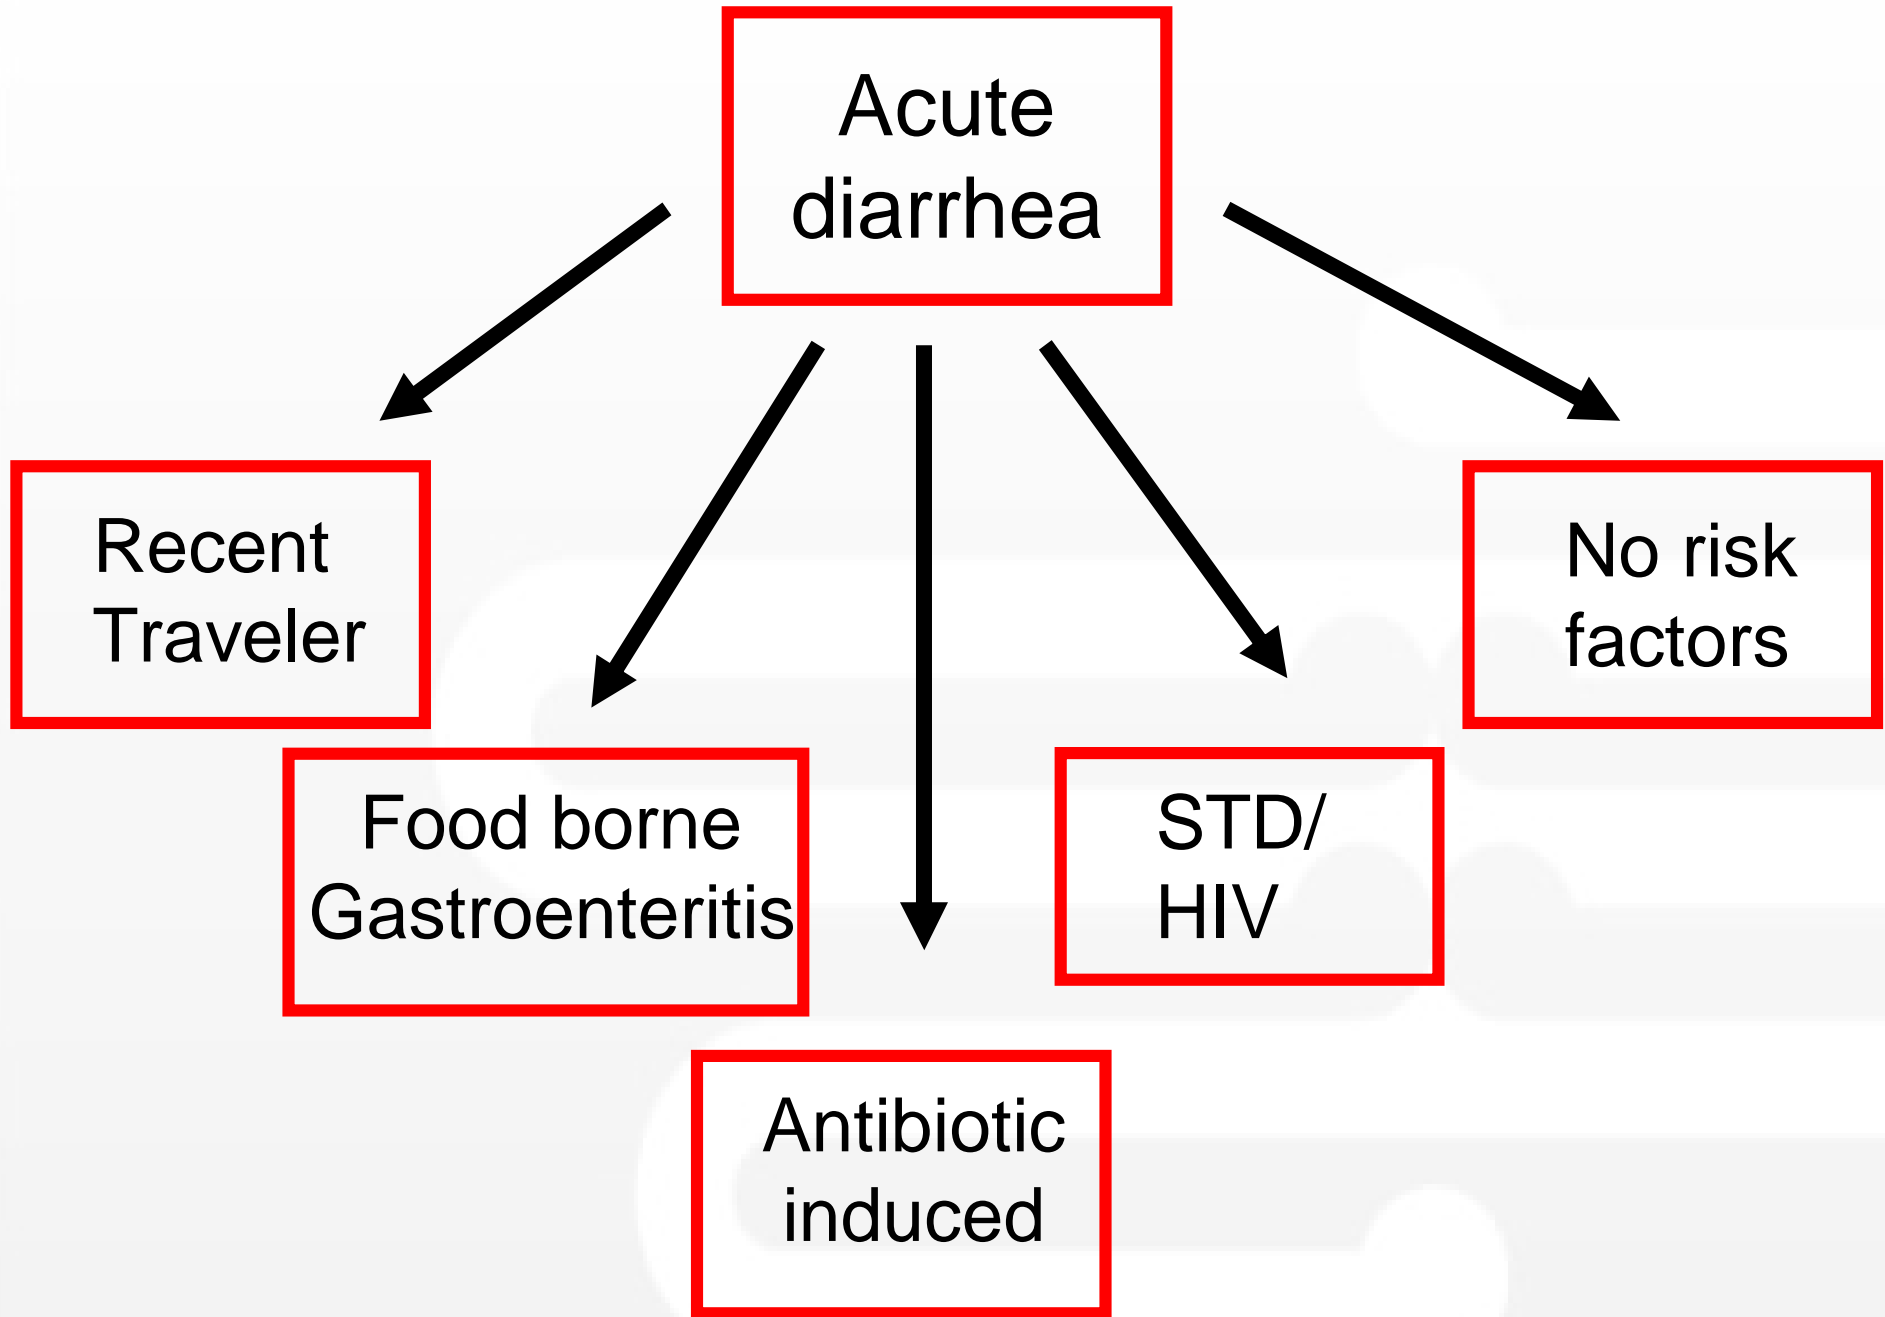 Acute
diarrhea
Recent
Traveler
No risk
factors
Food borne
Gastroenteritis
STD/
HIV
Antibiotic
induced